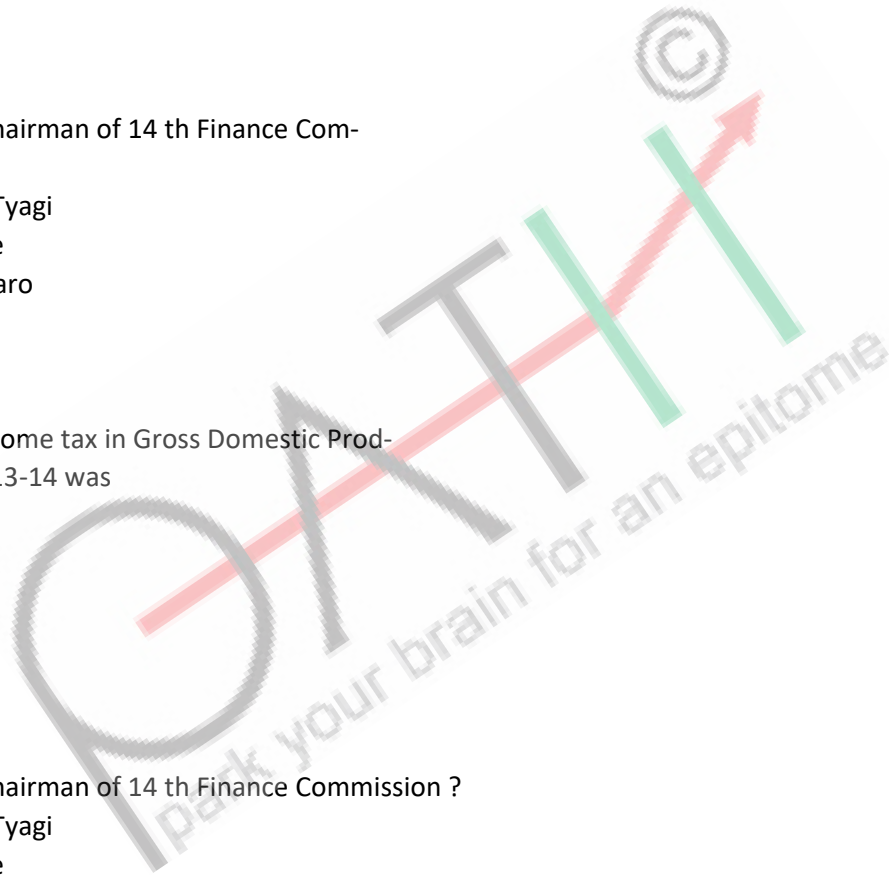 hairman of 14 th Finance Com-
Tyagi
e
aro
ome tax in Gross Domestic Prod-
13-14 was
hairman of 14 th Finance Commission ?
Tyagi
e
©
PATH
park your brain for an epitome